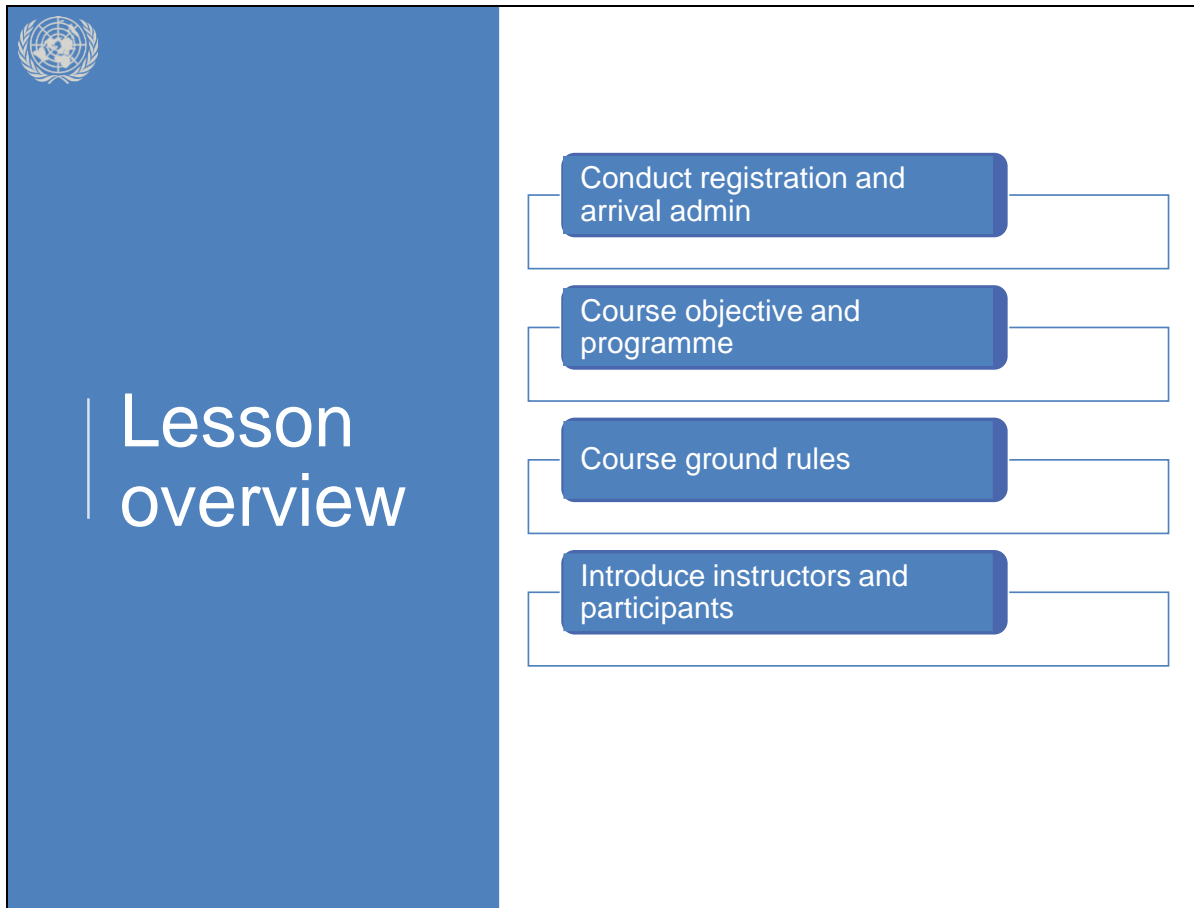 Lesson
overview
Conduct registration and
arrival admin
Course objective and
programme
Course ground rules
Introduce instructors and
participants